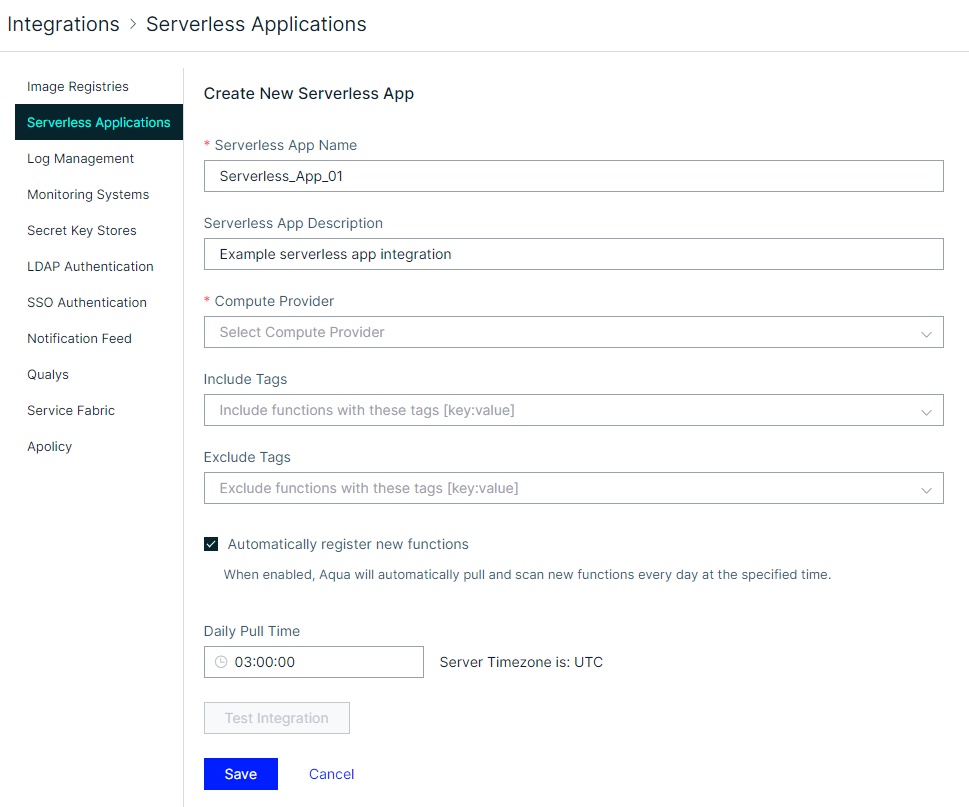 Integrations > Serverless Applications
Image Registries
Serverless Applications
Log Management
Monitoring Systems
Secret Key Stores
LDAP Authentication
SSO Authentication
Notification Feed
Qualys
Service Fabric
Apolicy
Create New Serverless App
* Serverless App Name
Serverless_App_01
Serverless App Description
Example serverless app integration
* Compute Provider
Select Compute Provider
Include Tags
Include functions with these tags [key:value]
Exclude Tags
Exclude functions with these tags [key:value]
Automatically register new functions
When enabled, Aqua will automatically pull and scan new functions every day at the specified time.
Daily Pull Time
03:00:00 Server Timezone is: UTC
Test Integration
Save Cancel